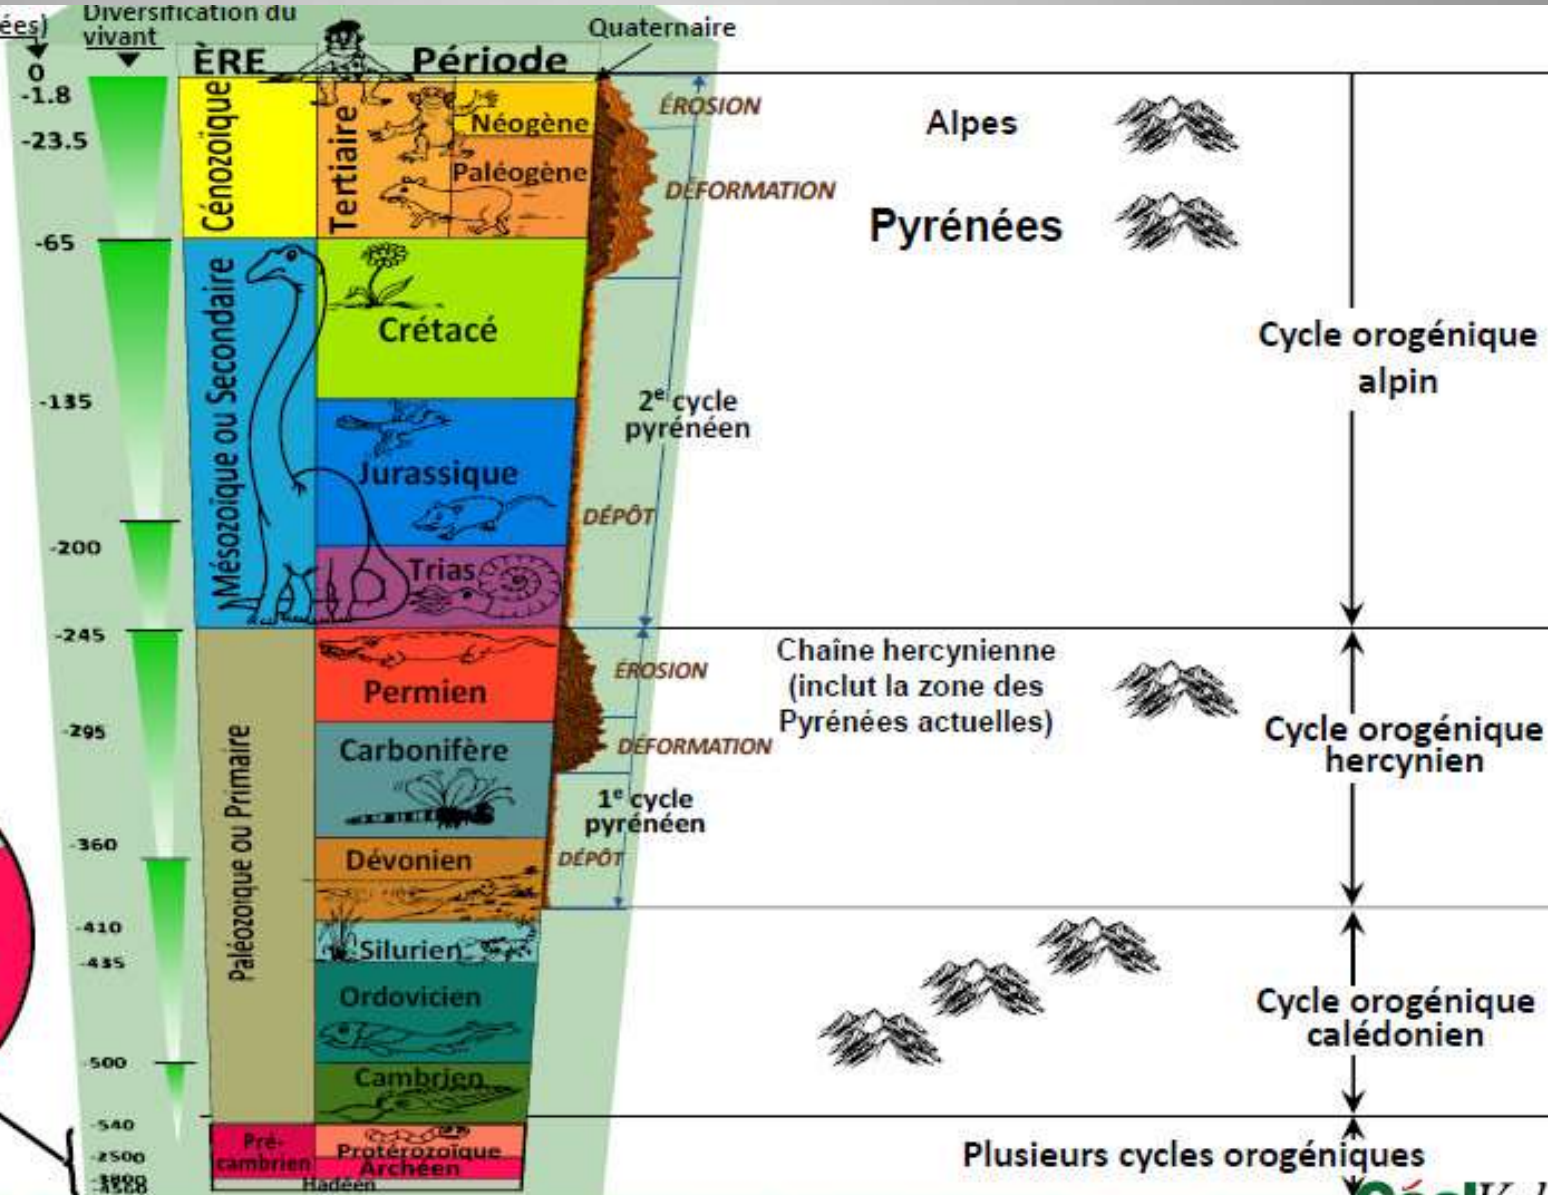 ées)
Diversification du
vivant
ÈRE
Période
Quaternaire
0
-1.8
-23.5
-65
-135
-200
-245
-295
-360
-410
-435
-500
-540
-2500
-3800
-4560
Cénozoïque
Tertiaire
Néogène
Paléogène
Mésozoïque ou Secondaire
Crétacé
Jurassique
Trias
Paléozoïque ou Primaire
Permien
Carbonifère
Dévonien
Silurien
Ordovicien
Cambrien
Pré-
cambrien
Protérozoïque
Archéen
Hadéen
ÉROSION
DÉFORMATION
2e cycle
pyrénéen
DÉPÔT
ÉROSION
DÉFORMATION
1e cycle
pyrénéen
DÉPÔT
Alpes
Pyrénées
Cycle orogénique
alpin
Chaîne hercynienne
(inclut la zone des
Pyrénées actuelles)
Cycle orogénique
hercynien
Cycle orogénique
calédonien
Plusieurs cycles orogéniques